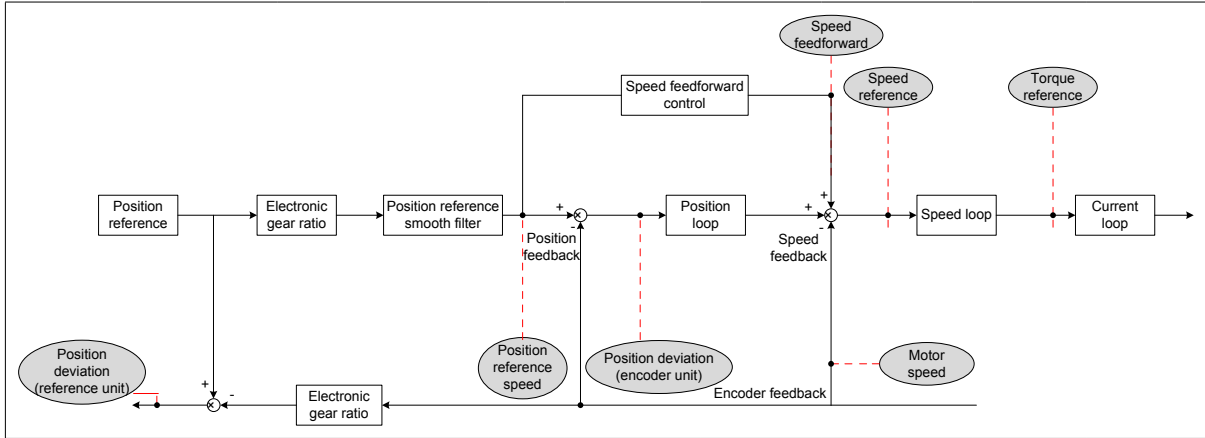 Speed
feedforward
Speed
reference
Torque
reference
Speed feedforward
control
Position
reference
Electronic
gear ratio
Position reference
smooth filter
+
-
Position
feedback
Position
loop
+
+
-
Speed
feedback
Speed loop
Current
loop
Position
deviation
(reference unit)
+
-
Electronic
gear ratio
Position
reference
speed
Position deviation
(encoder unit)
Motor
speed
Encoder feedback